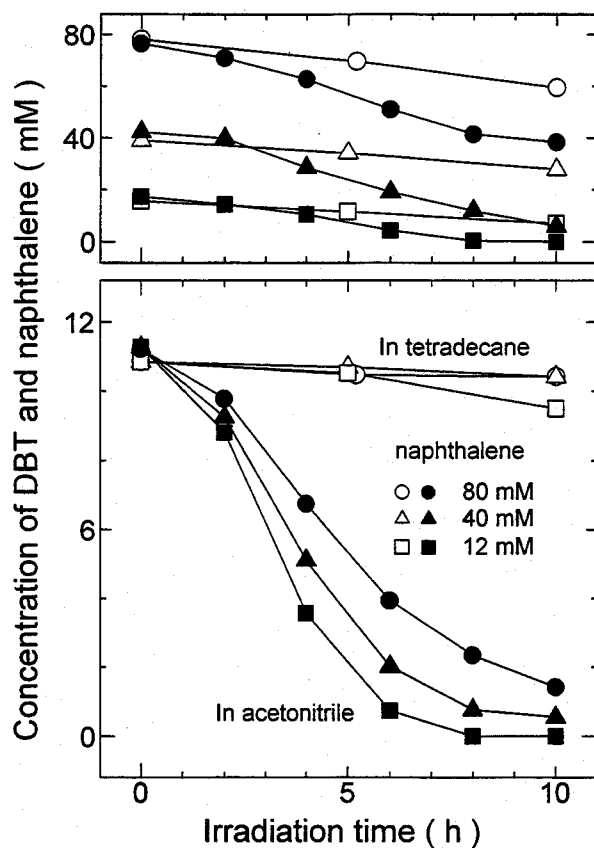 Concentration of DBT and naphthalene ( mM )
80
40
0
12
6
0
In tetradecane
naphthalene
80 mM
40 mM
12 mM
In acetonitrile
0
5
10
Irradiation time ( h )